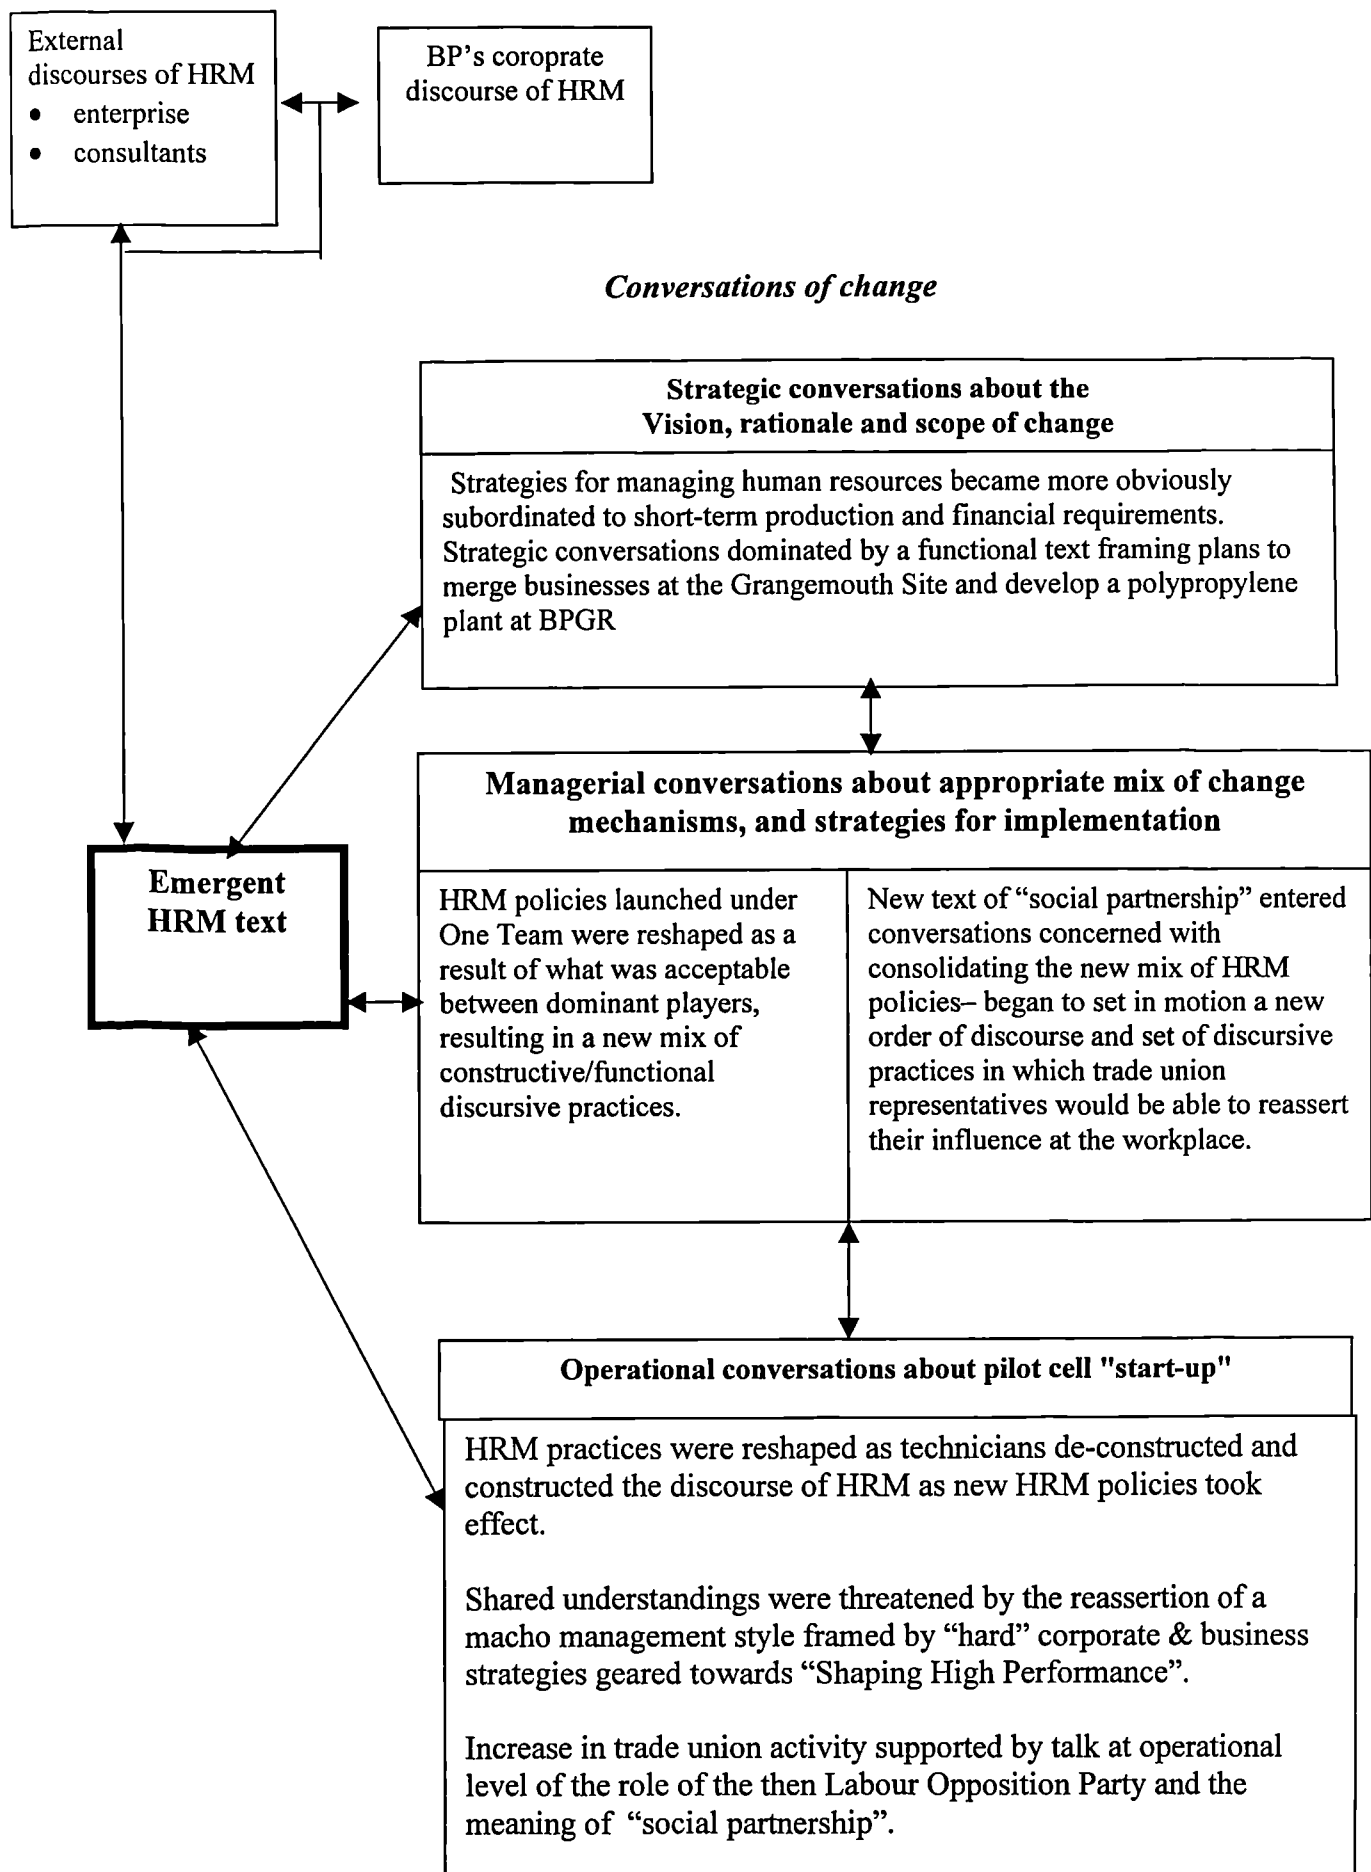 External
discourses of HRM
• enterprise
• consultants
BP's coroprate
discourse of HRM
Conversations of change
Strategic conversations about the
Vision, rationale and scope of change
Strategies for managing human resources became more obviously
subordinated to short-term production and financial requirements.
Strategic conversations dominated by a functional text framing plans to
merge businesses at the Grangemouth Site and develop a polypropylene
plant at BPGR
Managerial conversations about appropriate mix of change
mechanisms, and strategies for implementation
Emergent
HRM text
HRM policies launched under
One Team were reshaped as a
result of what was acceptable
between dominant players,
resulting in a new mix of
constructive/functional
discursive practices.
New text of “social partnership” entered
conversations concerned with
consolidating the new mix of HRM
policies– began to set in motion a new
order of discourse and set of discursive
practices in which trade union
representatives would be able to reassert
their influence at the workplace.
Operational conversations about pilot cell "start-up"
HRM practices were reshaped as technicians de-constructed and
constructed the discourse of HRM as new HRM policies took
effect.
Shared understandings were threatened by the reassertion of a
macho management style framed by “hard” corporate & business
strategies geared towards “Shaping High Performance”.
Increase in trade union activity supported by talk at operational
level of the role of the then Labour Opposition Party and the
meaning of “social partnership”.